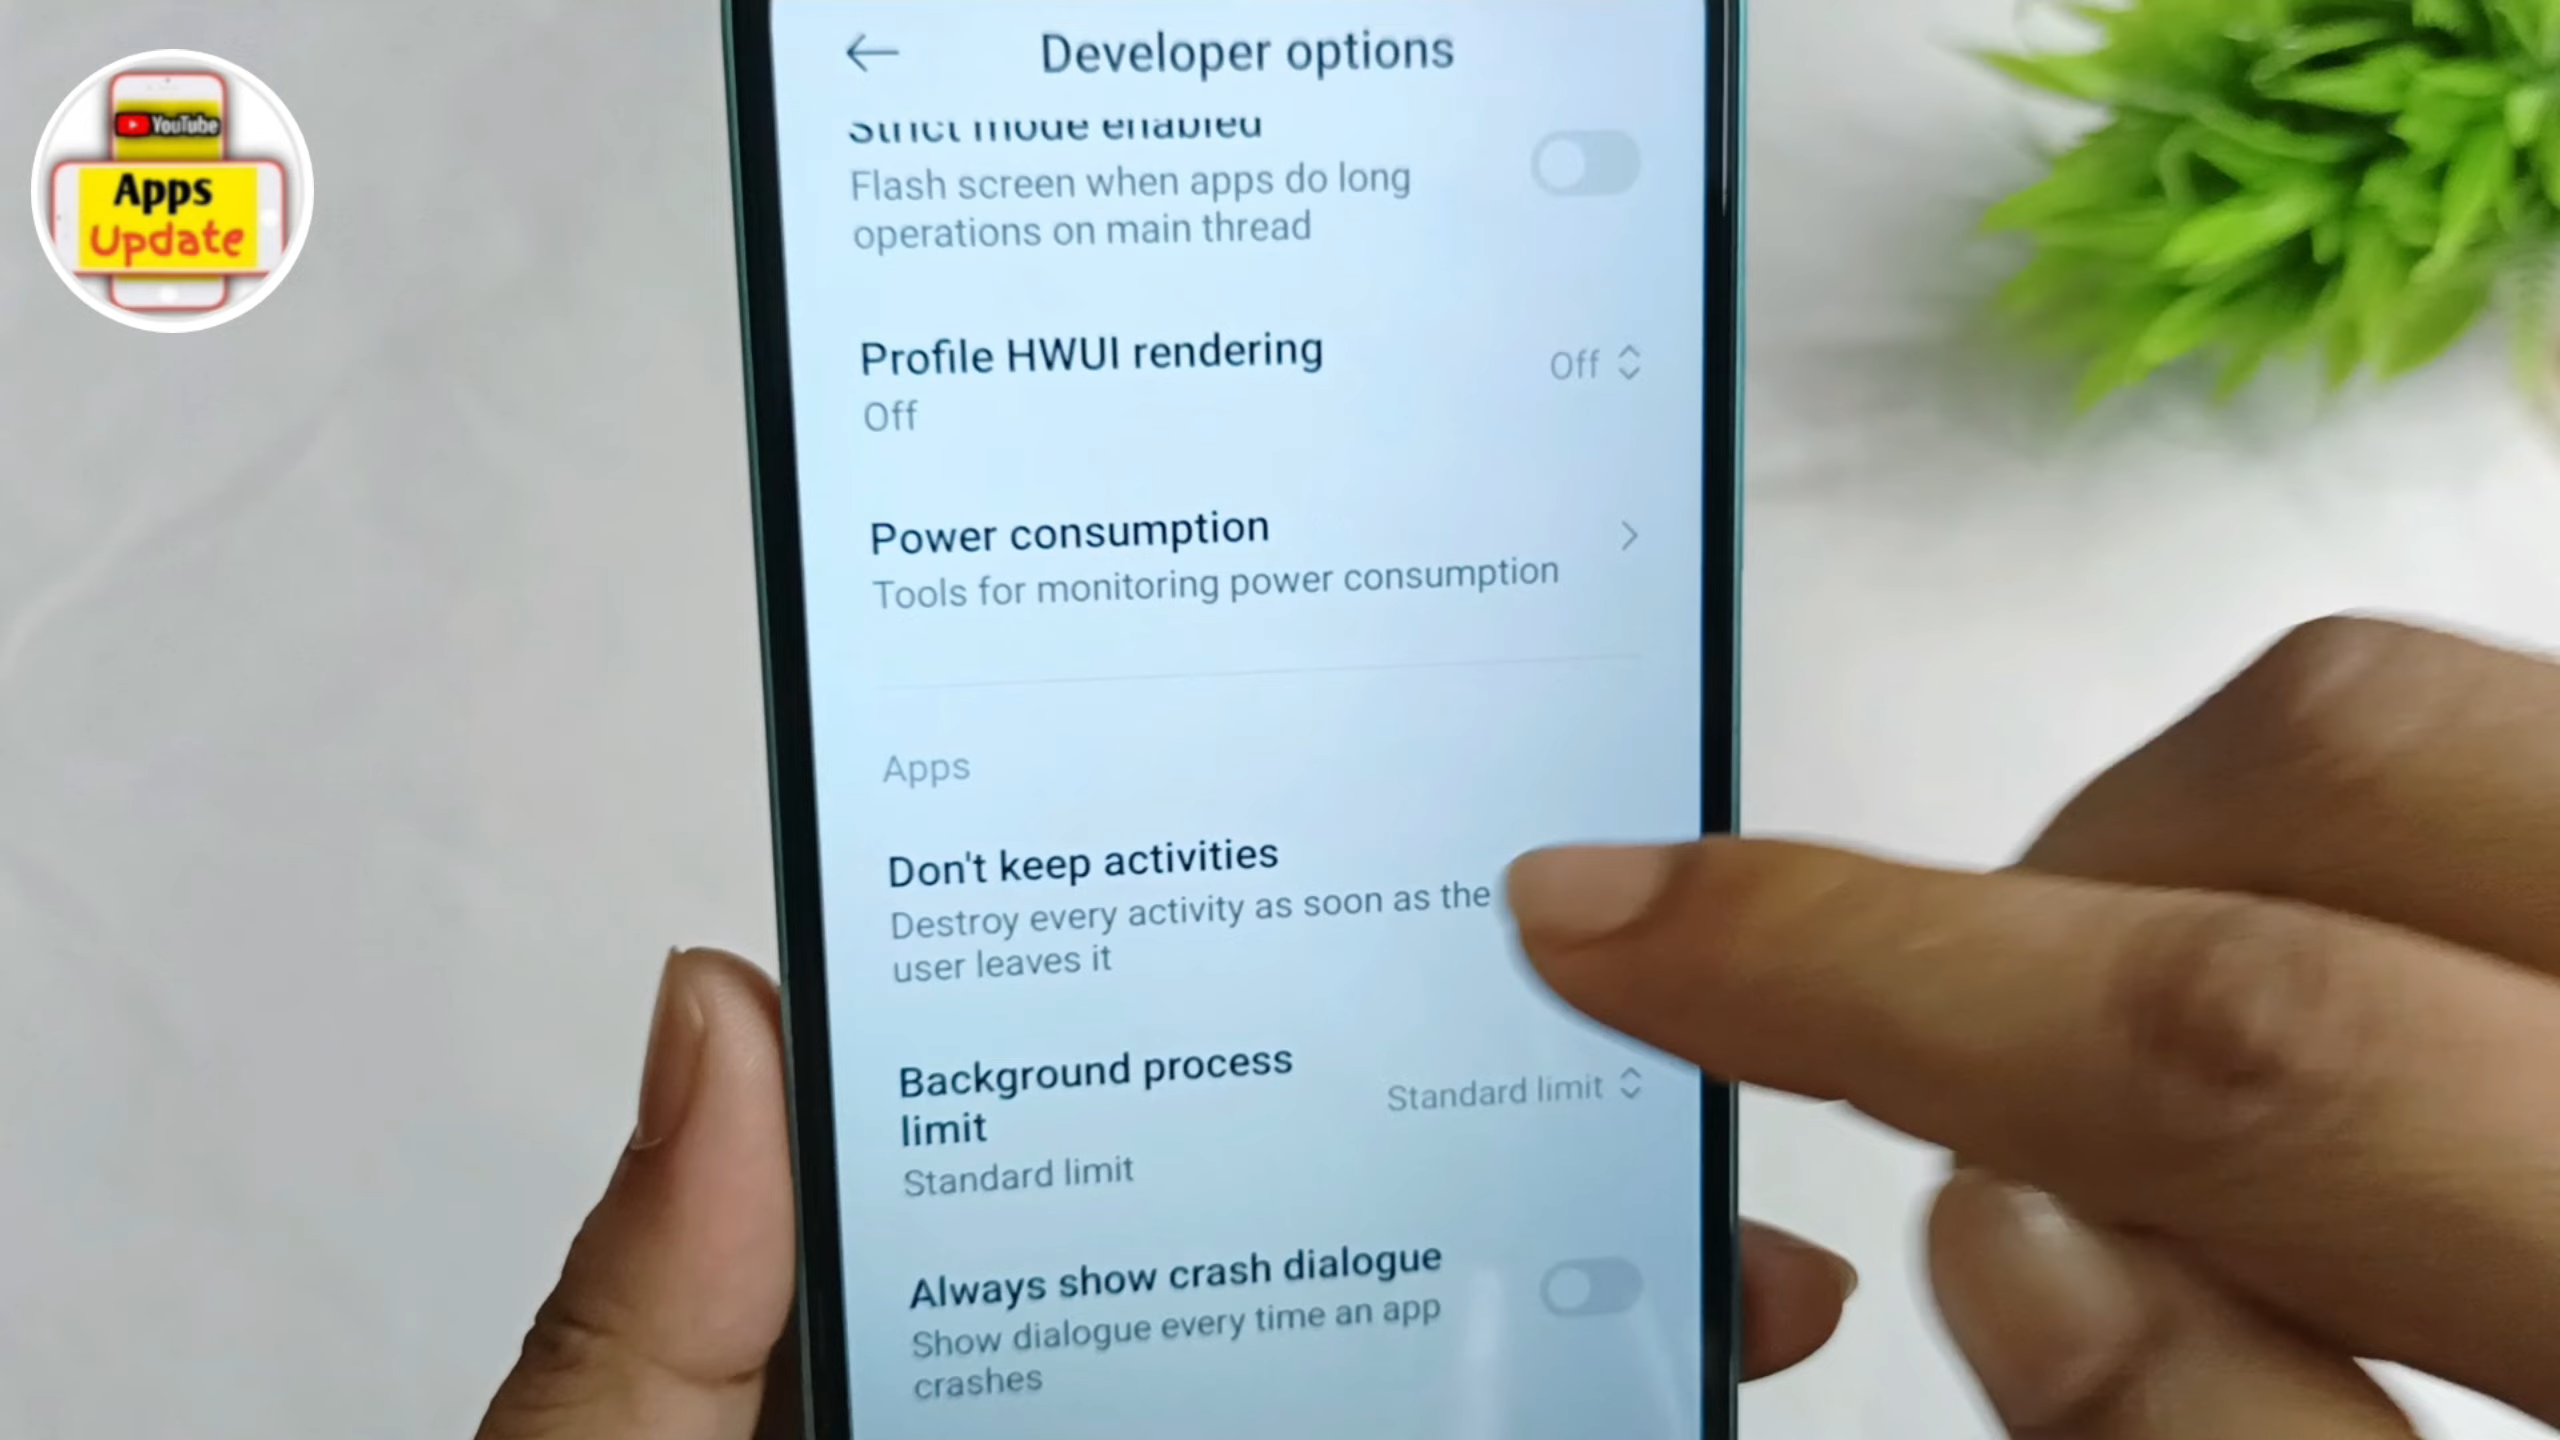 YouTube
Apps
Update
Developer options
Strict mode enabled
Flash screen when apps do long
operations on main thread
Profile HWUI rendering
Off
Off
Power consumption
Tools for monitoring power consumption
Apps
Don't keep activities
Destroy every activity as soon as the
user leaves it
Background process
limit
Standard limit
Standard limit
Always show crash dialogue
Show dialogue every time an app
crashes